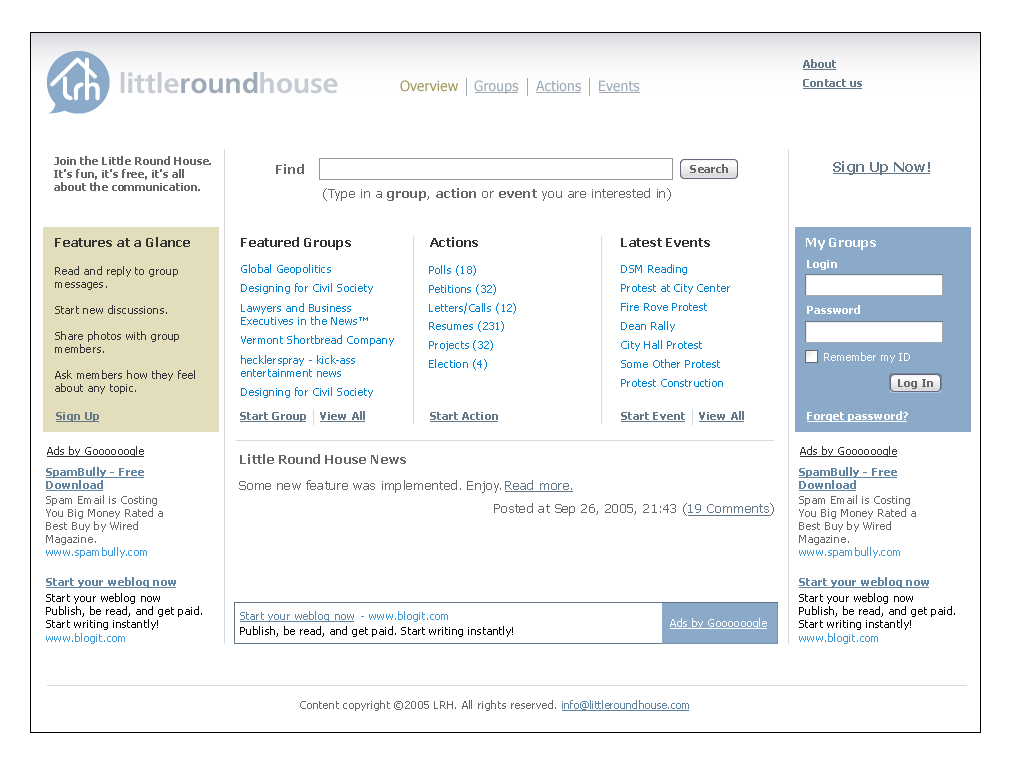 lrh littleroundhouse
Overview Groups Actions Events
About
Contact us
Join the Little Round House.
It's fun, it's free, it's all
about the communication.
Find Search
(Type in a group, action or event you are interested in)
Sign Up Now!
Features at a Glance
Read and reply to group
messages.
Start new discussions.
Share photos with group
members.
Ask members how they feel
about any topic.
Sign Up
Featured Groups
Global Geopolitics
Designing for Civil Society
Lawyers and Business
Executives in the News™
Vermont Shortbread Company
hecklerspray - kick-ass
entertainment news
Designing for Civil Society
Start Group View All
Actions
Polls (18)
Petitions (32)
Letters/Calls (12)
Resumes (231)
Projects (32)
Election (4)
Start Action
Latest Events
DSM Reading
Protest at City Center
Fire Rove Protest
Dean Rally
City Hall Protest
Some Other Protest
Protest Construction
Start Event View All
My Groups
Login
Password
Remember my ID
Log In
Forget password?
Ads by Goooooogle
SpamBully - Free
Download
Spam Email is Costing
You Big Money Rated a
Best Buy by Wired
Magazine.
www.spambully.com
Start your weblog now
Start your weblog now
Publish, be read, and get paid.
Start writing instantly!
www.blogit.com
Little Round House News
Some new feature was implemented. Enjoy. Read more.
Posted at Sep 26, 2005, 21:43 (19 Comments)
Start your weblog now - www.blogit.com
Publish, be read, and get paid. Start writing instantly!
Ads by Goooooogle
Ads by Goooooogle
SpamBully - Free
Download
Spam Email is Costing
You Big Money Rated a
Best Buy by Wired
Magazine.
www.spambully.com
Start your weblog now
Start your weblog now
Publish, be read, and get paid.
Start writing instantly!
www.blogit.com
Content copyright ©2005 LRH. All rights reserved. info@littleroundhouse.com